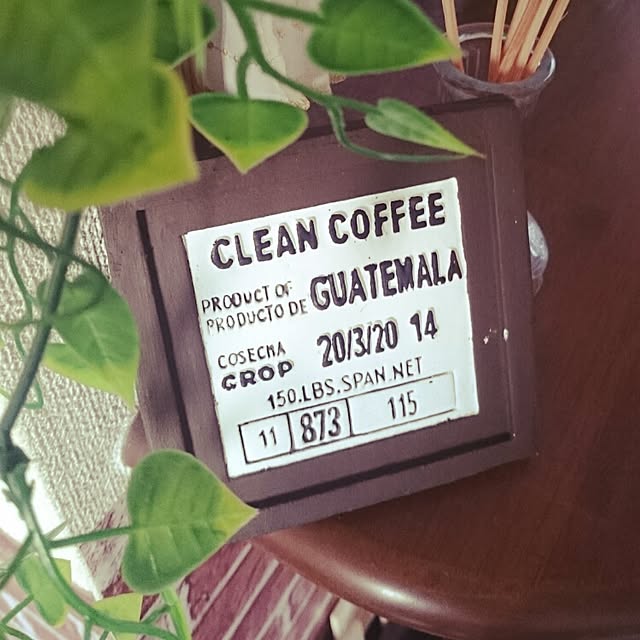 CLEAN COFFEE
PRODUCT OF
PRODUCTO DE GUATEMALA
COSECHA
CROP 20/3/20 14
150.LBS.SPAN.NET
11 873 115